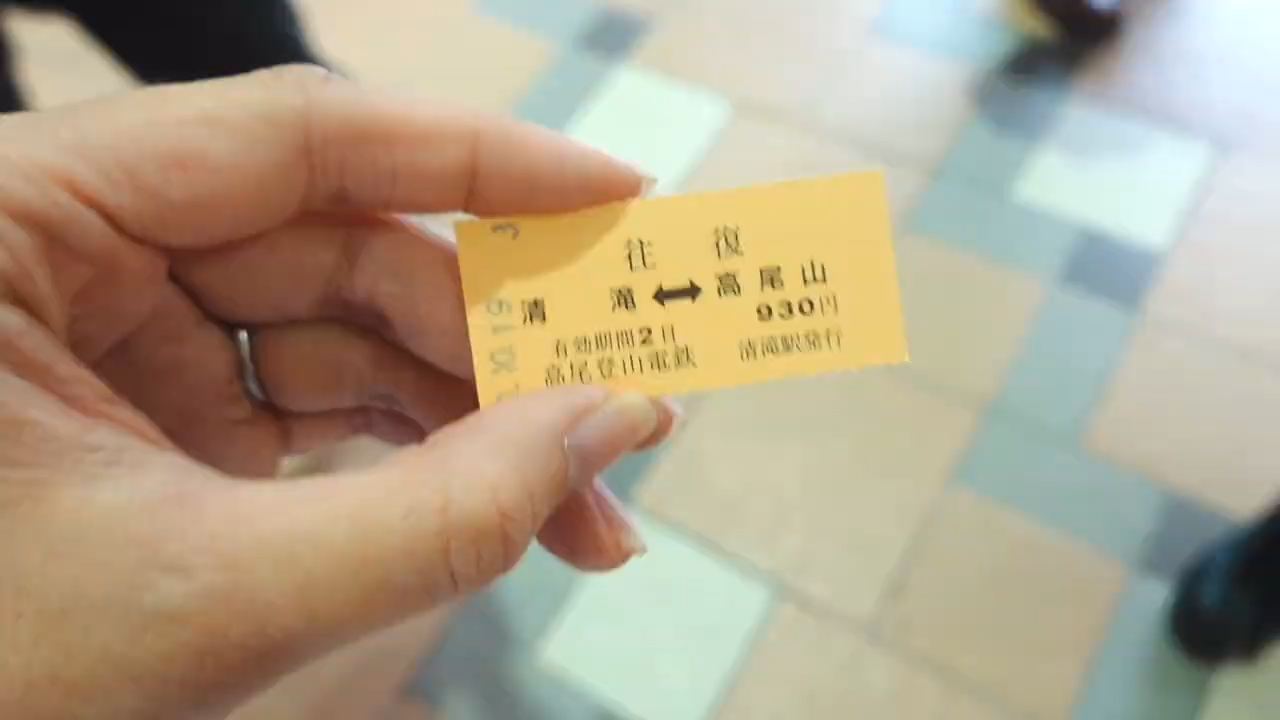 往復
清滝⟷高尾山
930円
有効期間2日
清滝駅発行
高尾登山電鉄